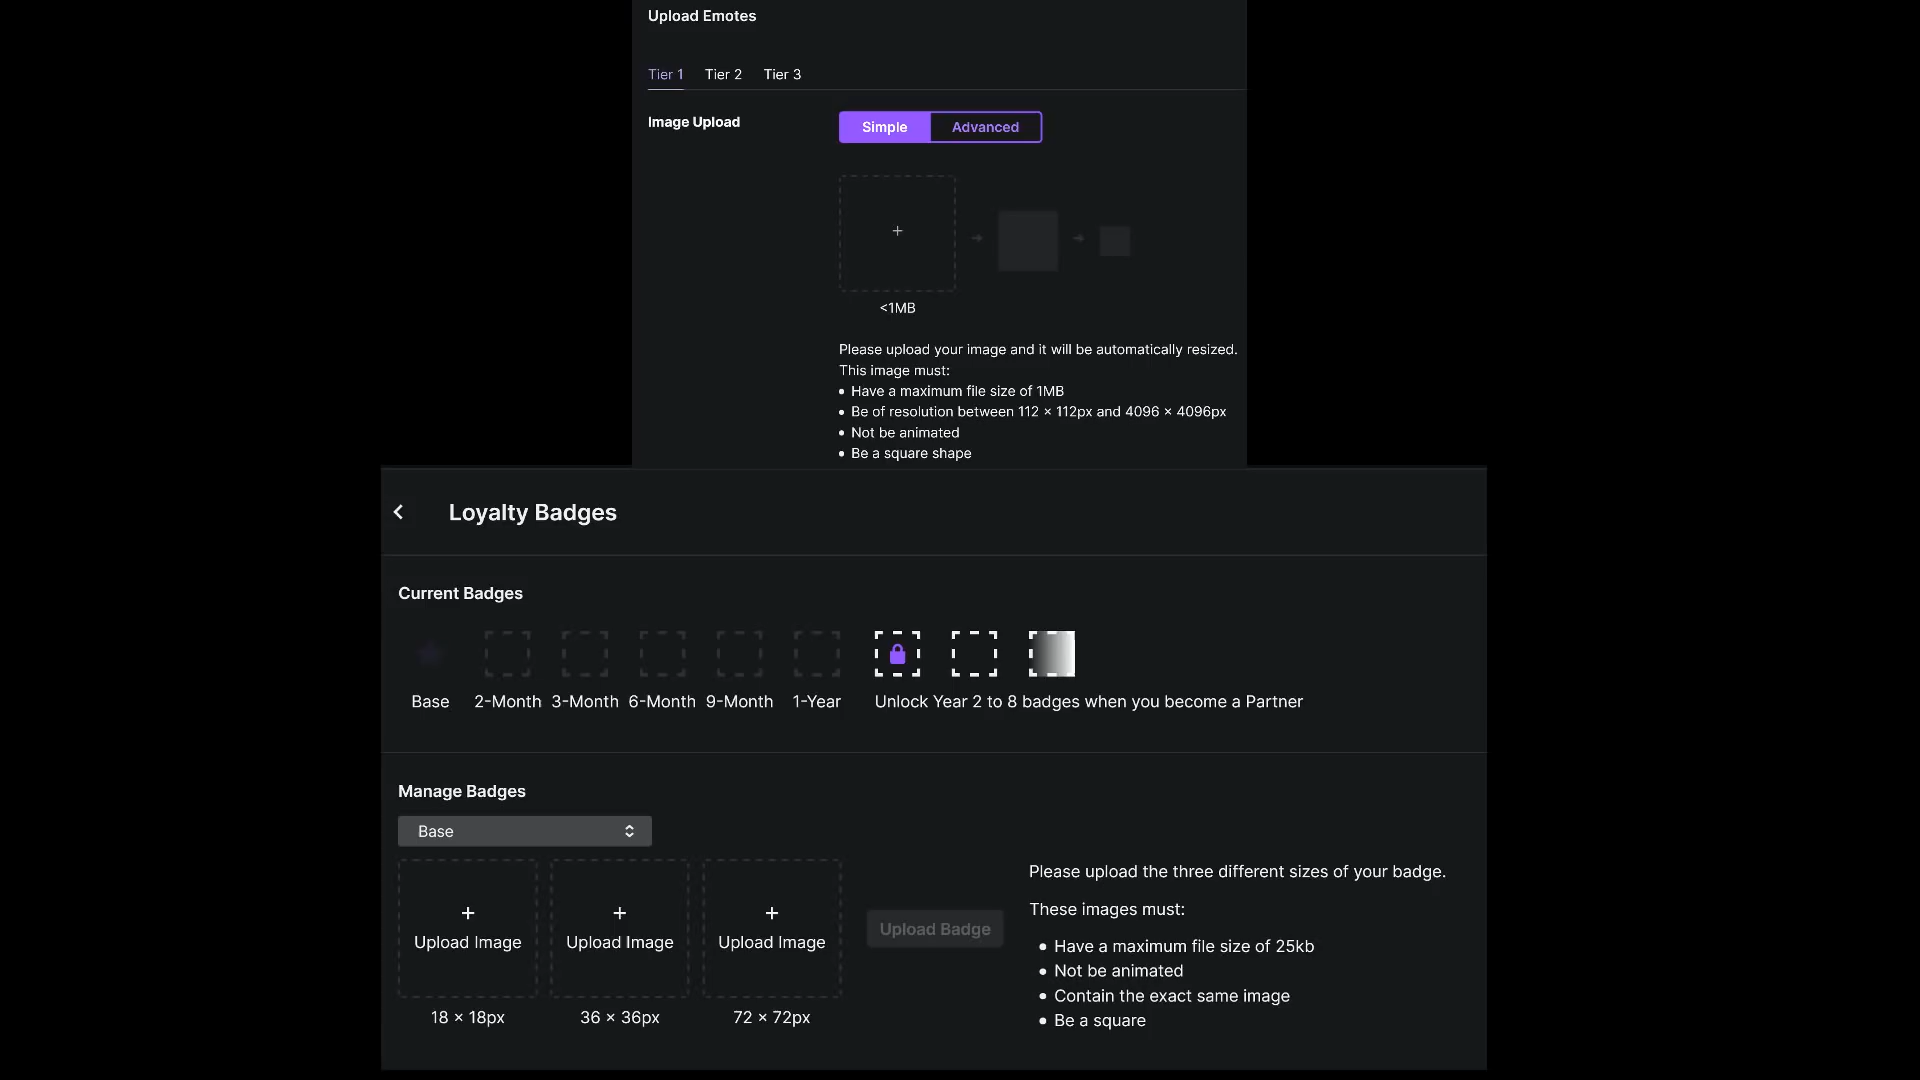 Upload Emotes
Tier 1 Tier 2 Tier 3
Image Upload
Simple Advanced
+
<1MB
Please upload your image and it will be automatically resized.
This image must:
• Have a maximum file size of 1MB
• Be of resolution between 112 × 112px and 4096 × 4096px
• Not be animated
• Be a square shape
Loyalty Badges
Current Badges
Base 2-Month 3-Month 6-Month 9-Month 1-Year Unlock Year 2 to 8 badges when you become a Partner
Manage Badges
Base
+ + +
Upload Image Upload Image Upload Image
18 × 18px 36 × 36px 72 × 72px
Upload Badge
Please upload the three different sizes of your badge.
These images must:
• Have a maximum file size of 25kb
• Not be animated
• Contain the exact same image
• Be a square